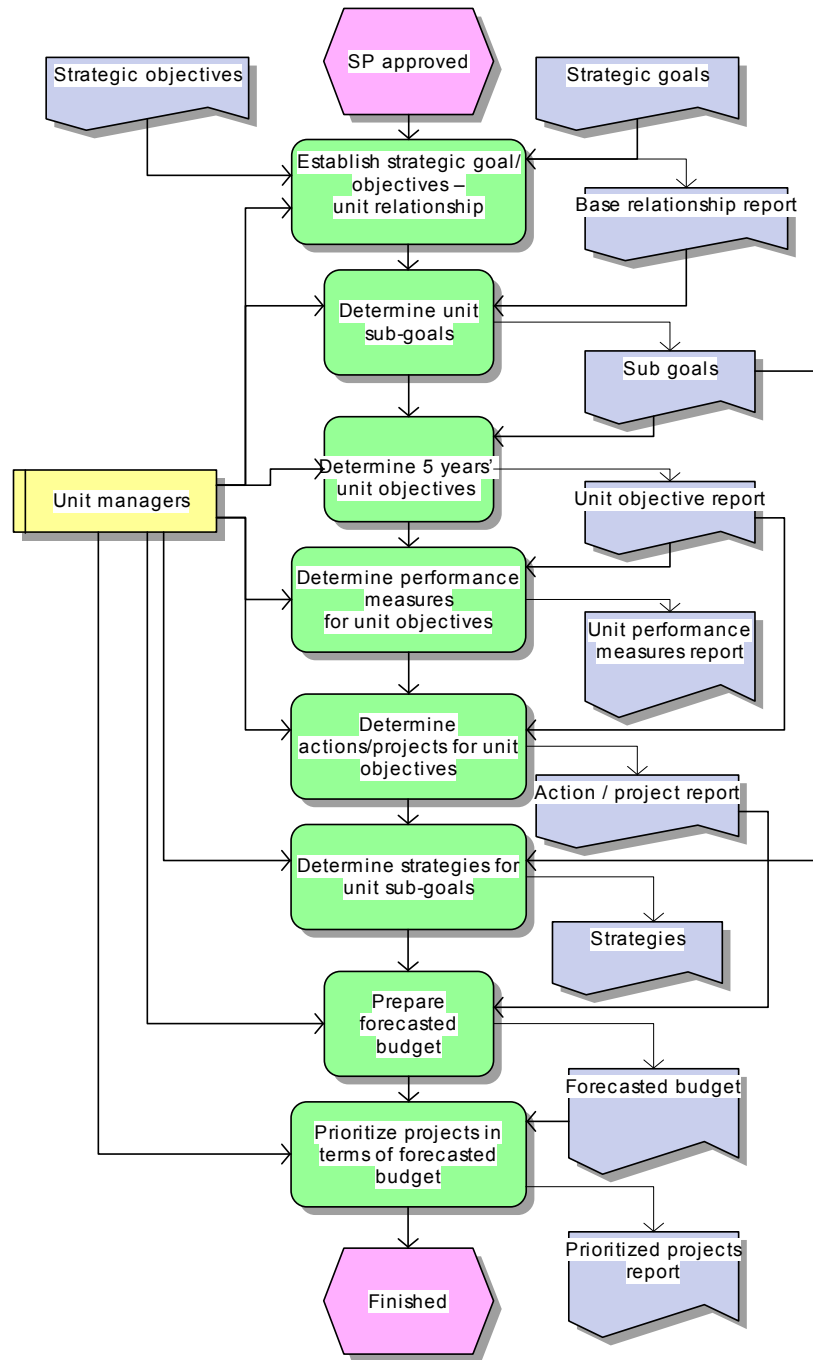 SP approved
Strategic objectives
Strategic goals
Establish strategic goal/
objectives –
unit relationship
Base relationship report
Determine unit
sub-goals
Sub goals
Determine 5 years’
unit objectives
Unit managers
Unit objective report
Determine performance
measures
for unit objectives
Unit performance
measures report
Determine
actions/projects for unit
objectives
Action / project report
Determine strategies for
unit sub-goals
Strategies
Prepare
forecasted
budget
Forecasted budget
Prioritize projects in
terms of forecasted
budget
Prioritized projects
report
Finished